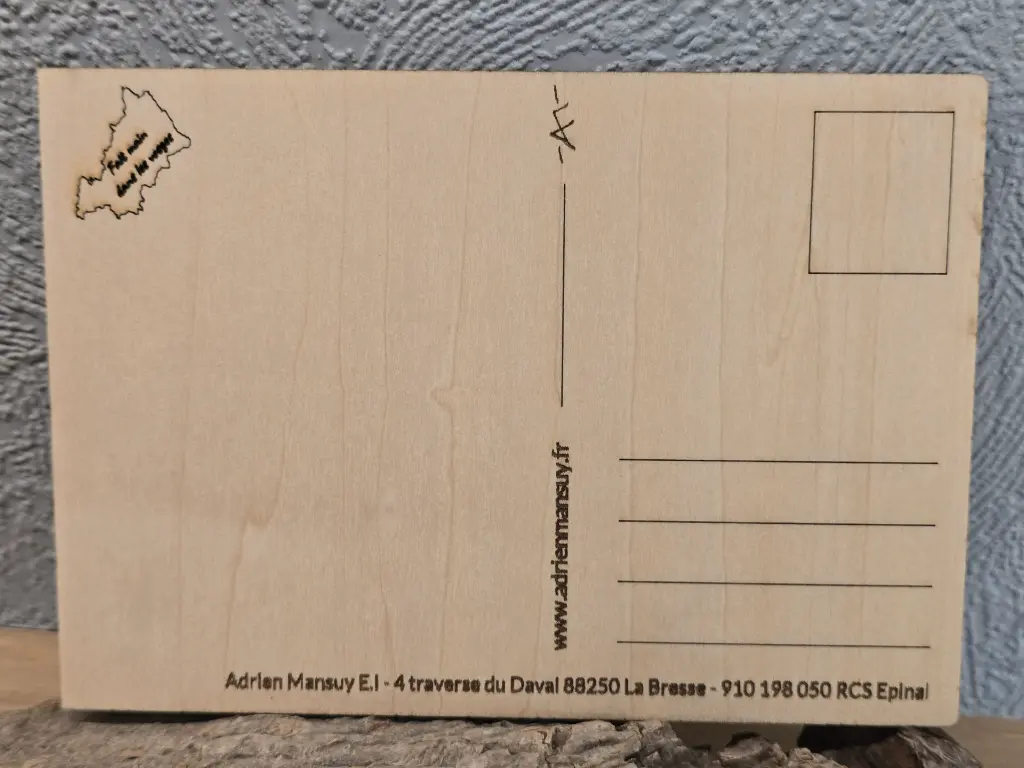 Fait main
dans les vosges
-AT-
www.adrienmansuy.fr
Adrien Mansuy E.I - 4 traverse du Daval 88250 La Bresse - 910 198 050 RCS Epinal